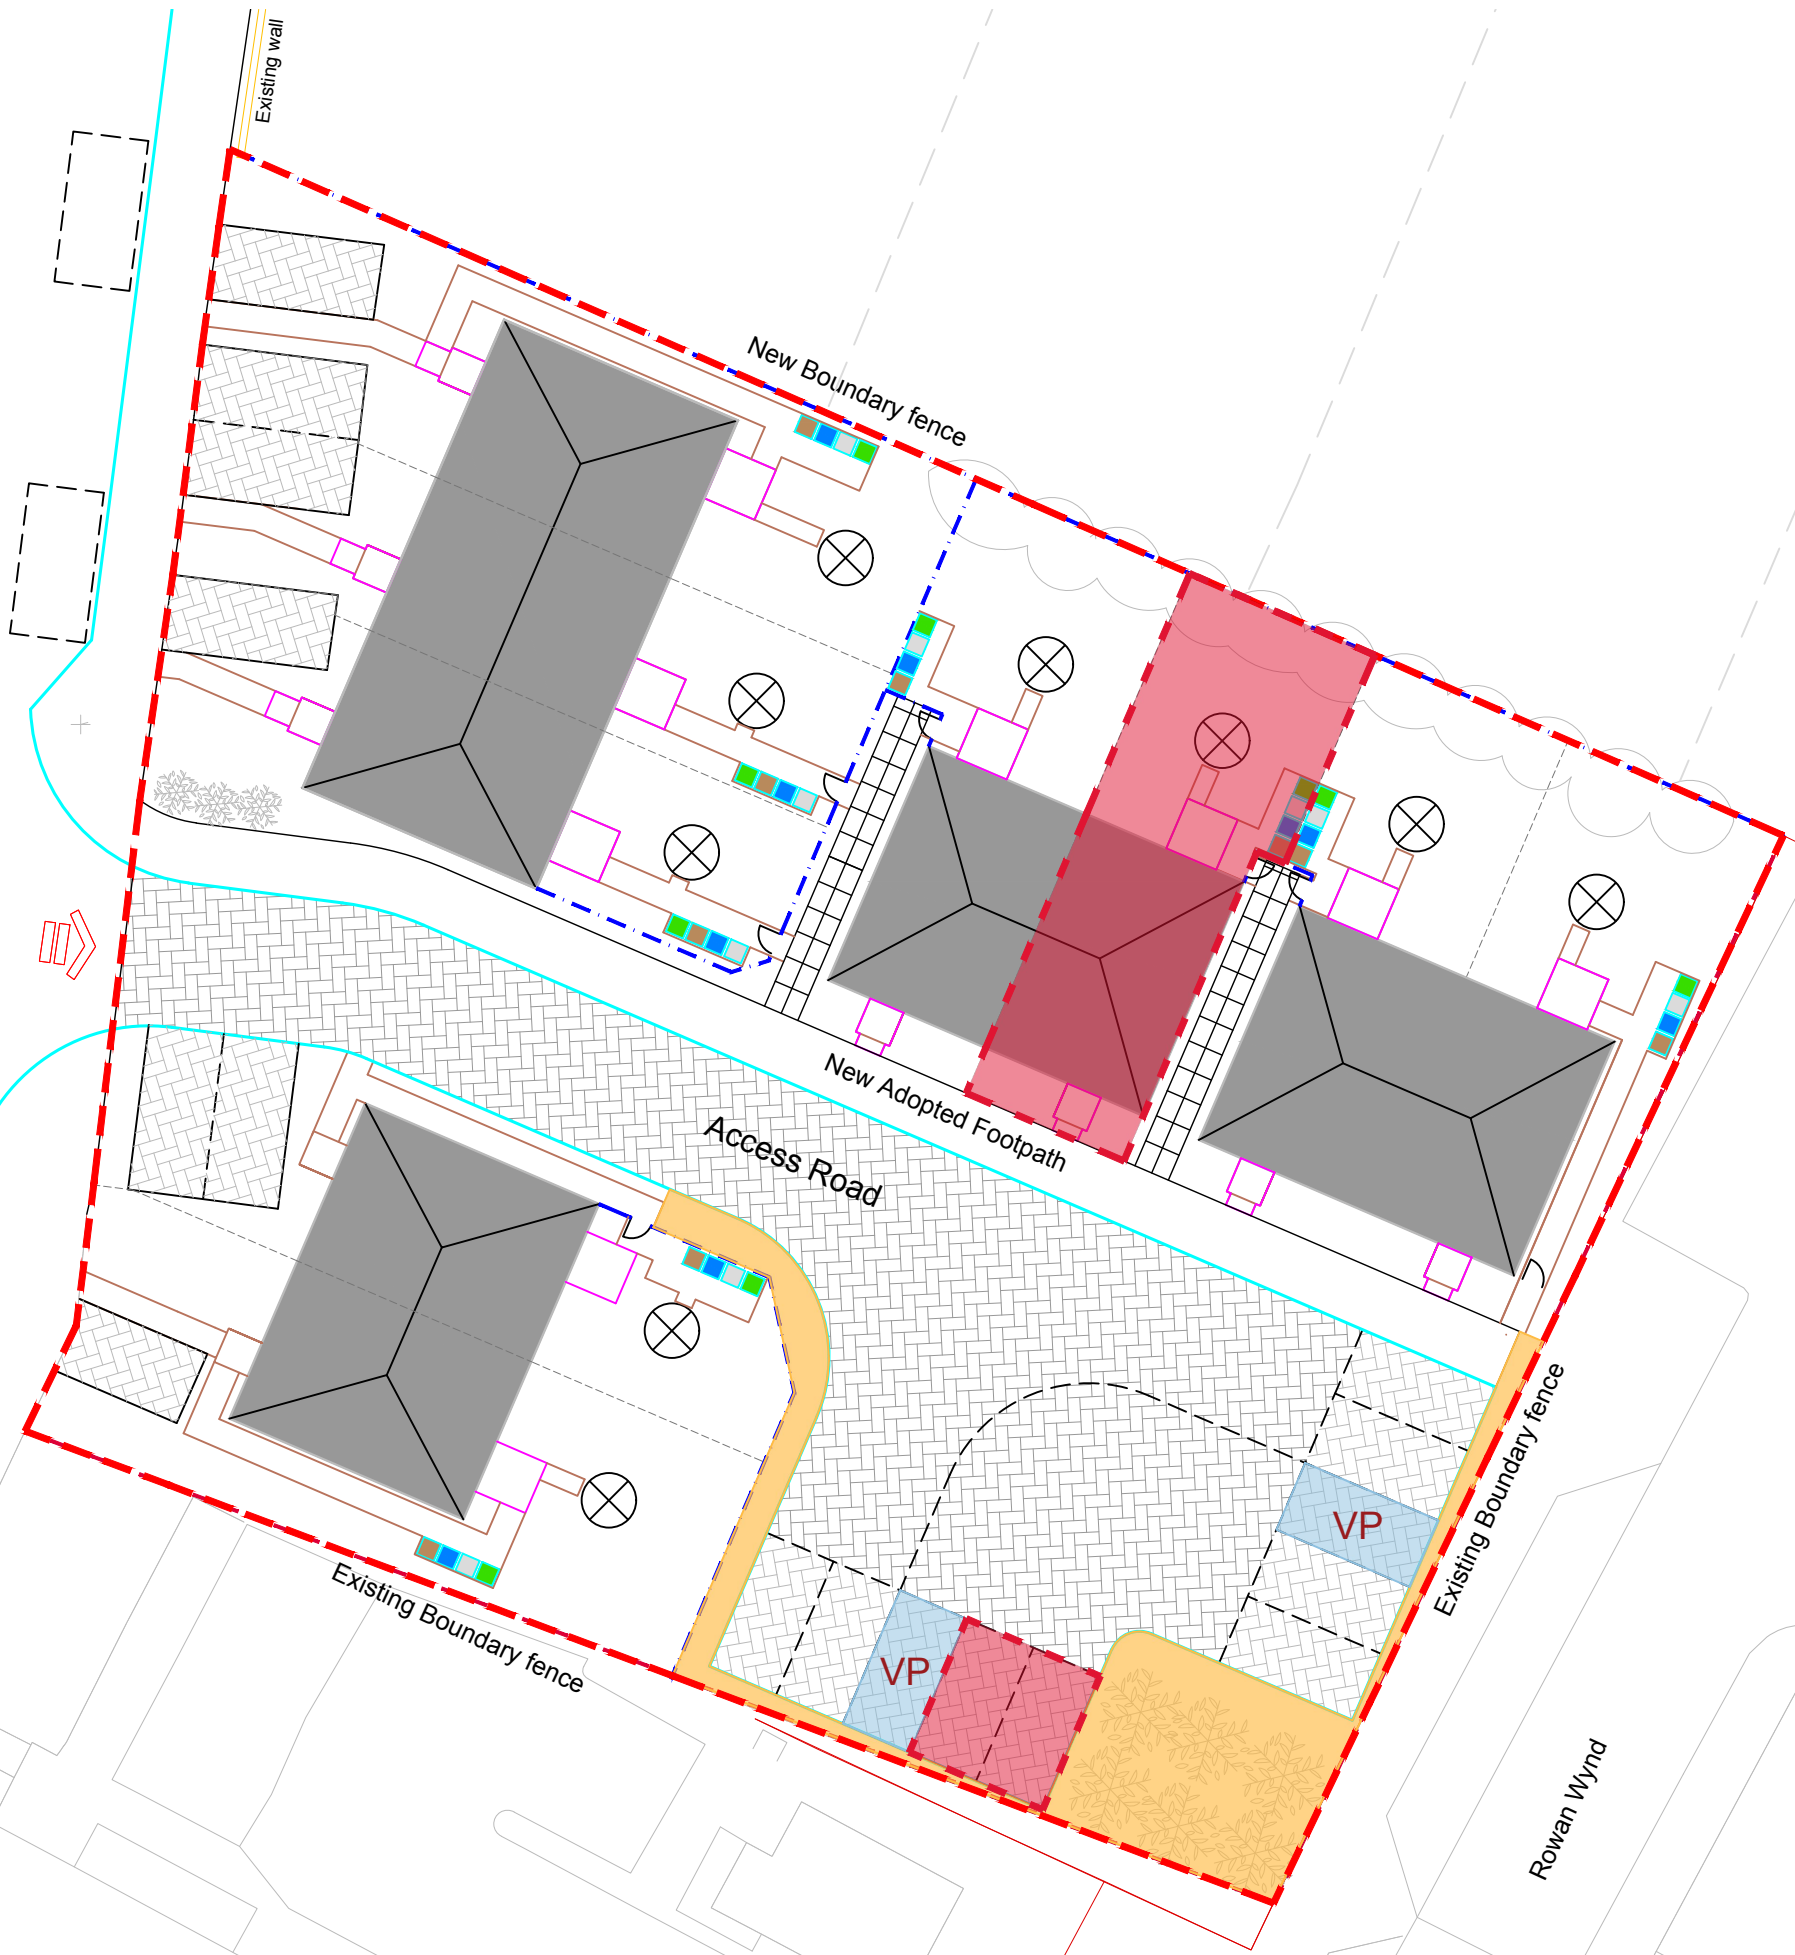 Existing wall
New Boundary fence
New Adopted Footpath
Access Road
Existing Boundary fence
VP
VP
Existing Boundary fence
Rowan Wynd